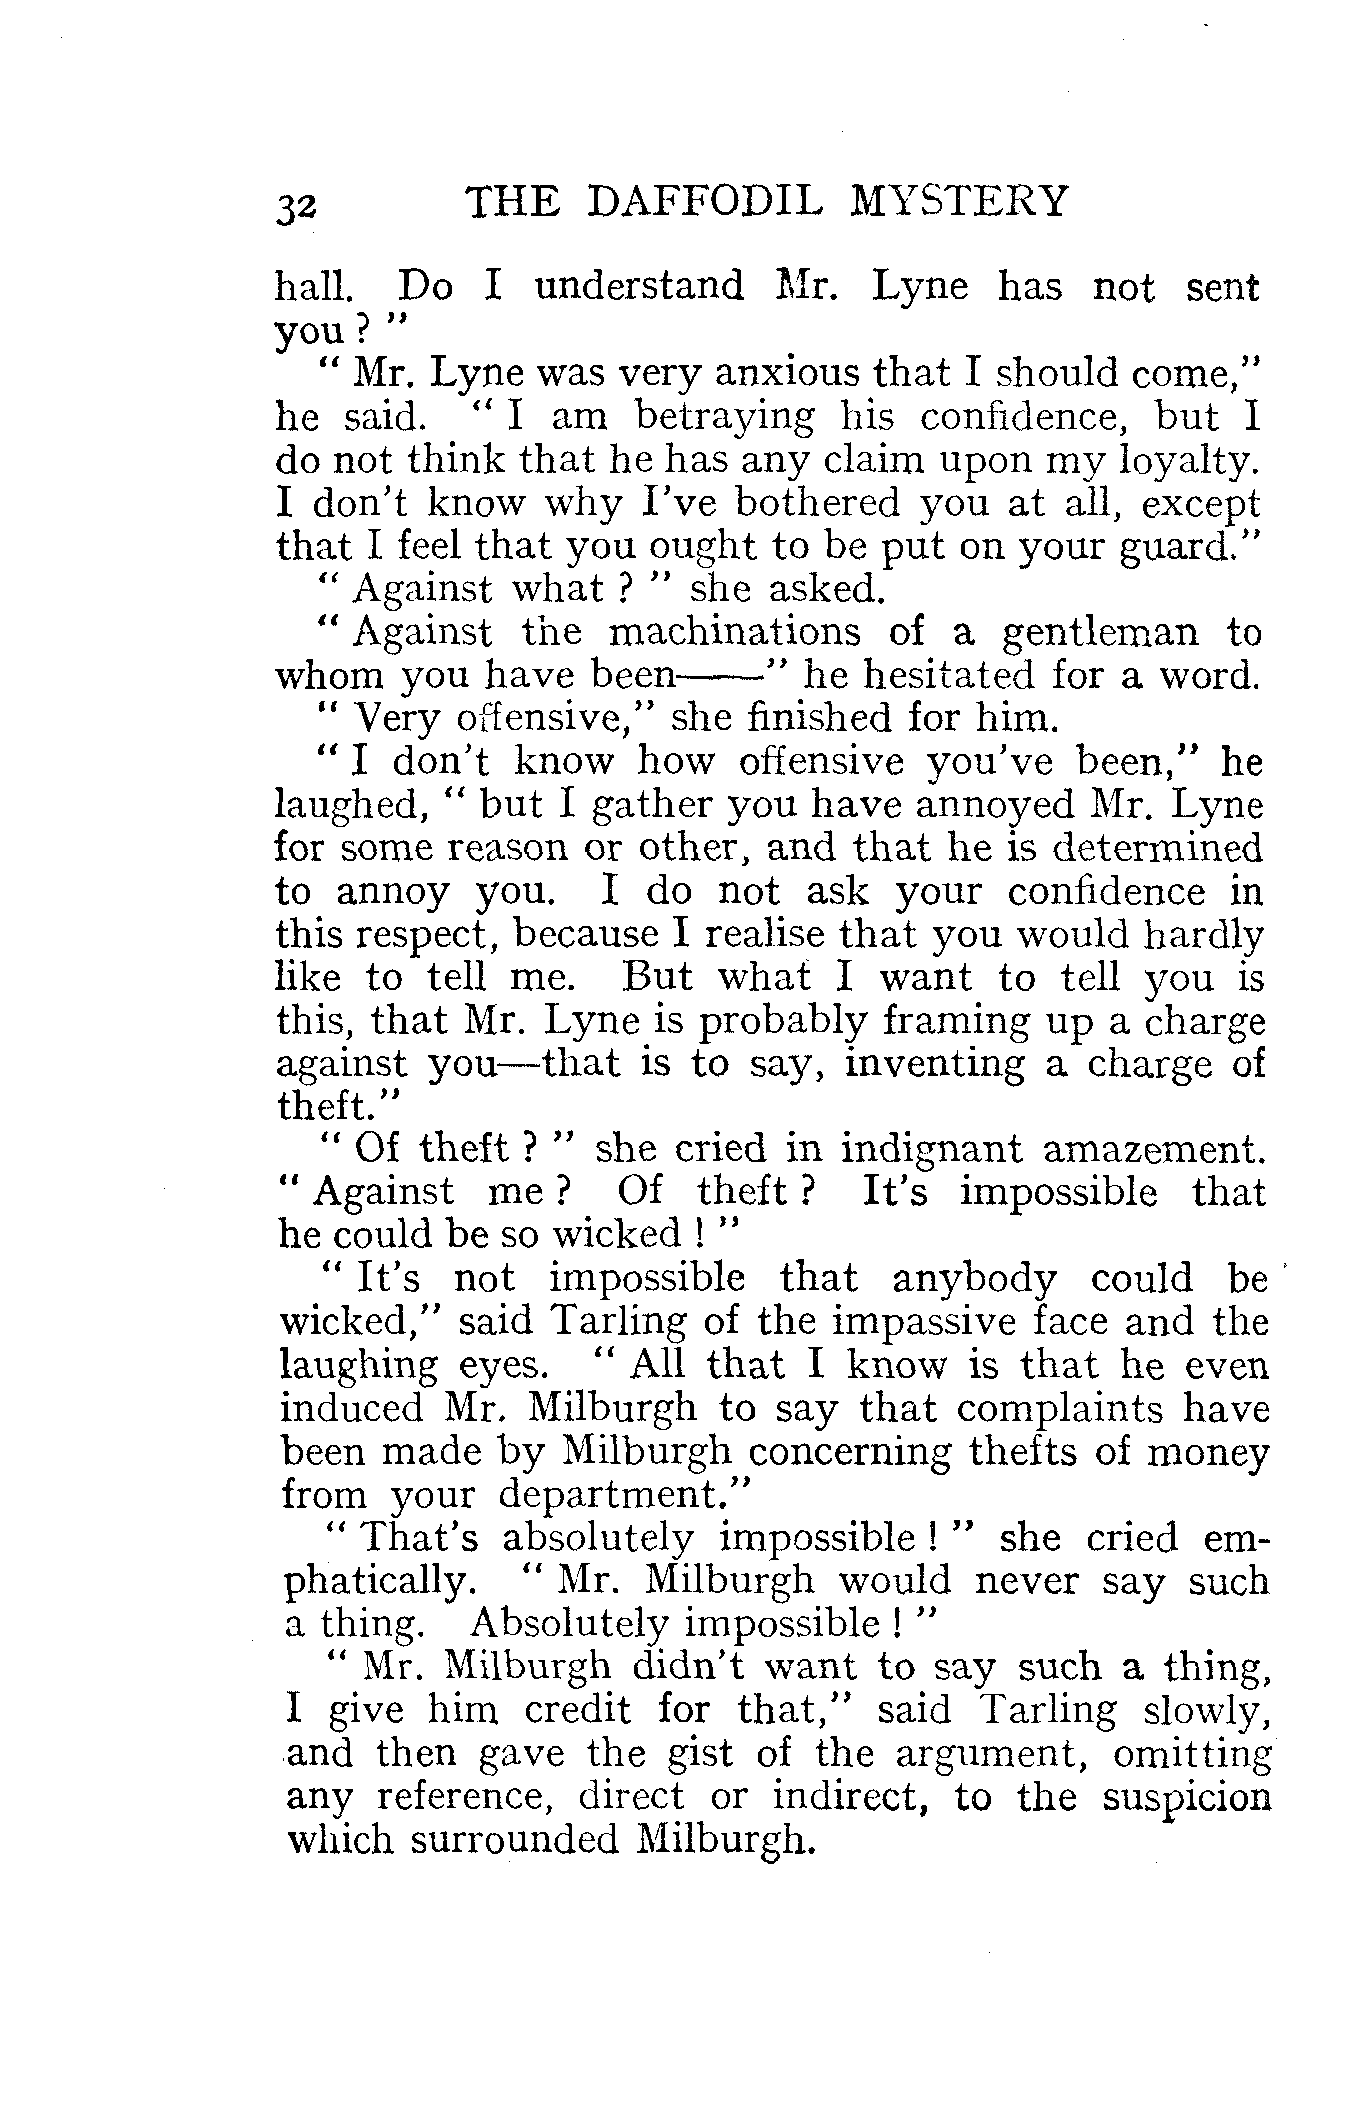 32 THE DAFFODIL MYSTERY
hall. Do I understand Mr. Lyne has not sent
you ? "
" Mr. Lyne was very anxious that I should come,"
he said. " I am betraying his confidence, but I
do not think that he has any claim upon my loyalty.
I don't know why I've bothered you at all, except
that I feel that you ought to be put on your guard."
" Against what ? " she asked.
" Against the machinations of a gentleman to
whom you have been——" he hesitated for a word.
" Very offensive," she finished for him.
" I don't know how offensive you've been," he
laughed, " but I gather you have annoyed Mr. Lyne
for some reason or other, and that he is determined
to annoy you. I do not ask your confidence in
this respect, because I realise that you would hardly
like to tell me. But what I want to tell you is
this, that Mr. Lyne is probably framing up a charge
against you—that is to say, inventing a charge of
theft."
" Of theft ? " she cried in indignant amazement.
" Against me ? Of theft ? It's impossible that
he could be so wicked ! "
" It's not impossible that anybody could be
wicked," said Tarling of the impassive face and the
laughing eyes. " All that I know is that he even
induced Mr. Milburgh to say that complaints have
been made by Milburgh concerning thefts of money
from your department."
" That's absolutely impossible ! " she cried em-
phatically. " Mr. Milburgh would never say such
a thing. Absolutely impossible ! "
" Mr. Milburgh didn't want to say such a thing,
I give him credit for that," said Tarling slowly,
and then gave the gist of the argument, omitting
any reference, direct or indirect, to the suspicion
which surrounded Milburgh.